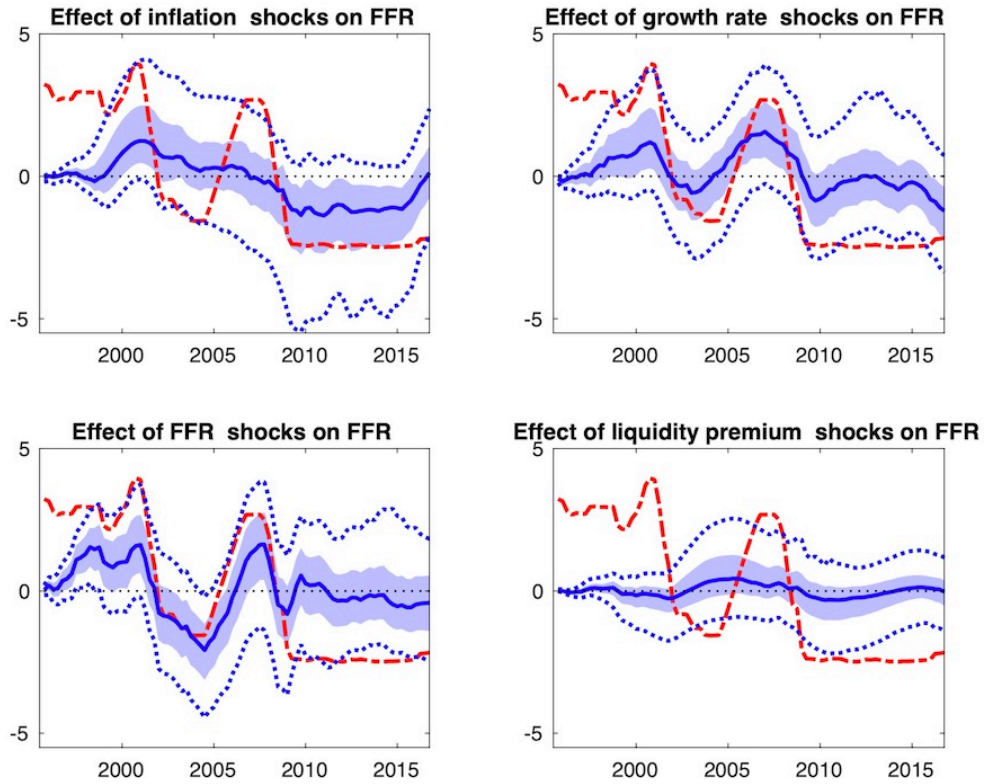 Effect of inflation  shocks on FFR
5
0
-5
2000 2005 2010 2015
Effect of growth rate  shocks on FFR
5
0
-5
2000 2005 2010 2015
Effect of FFR  shocks on FFR
5
0
-5
2000 2005 2010 2015
Effect of liquidity premium  shocks on FFR
5
0
-5
2000 2005 2010 2015